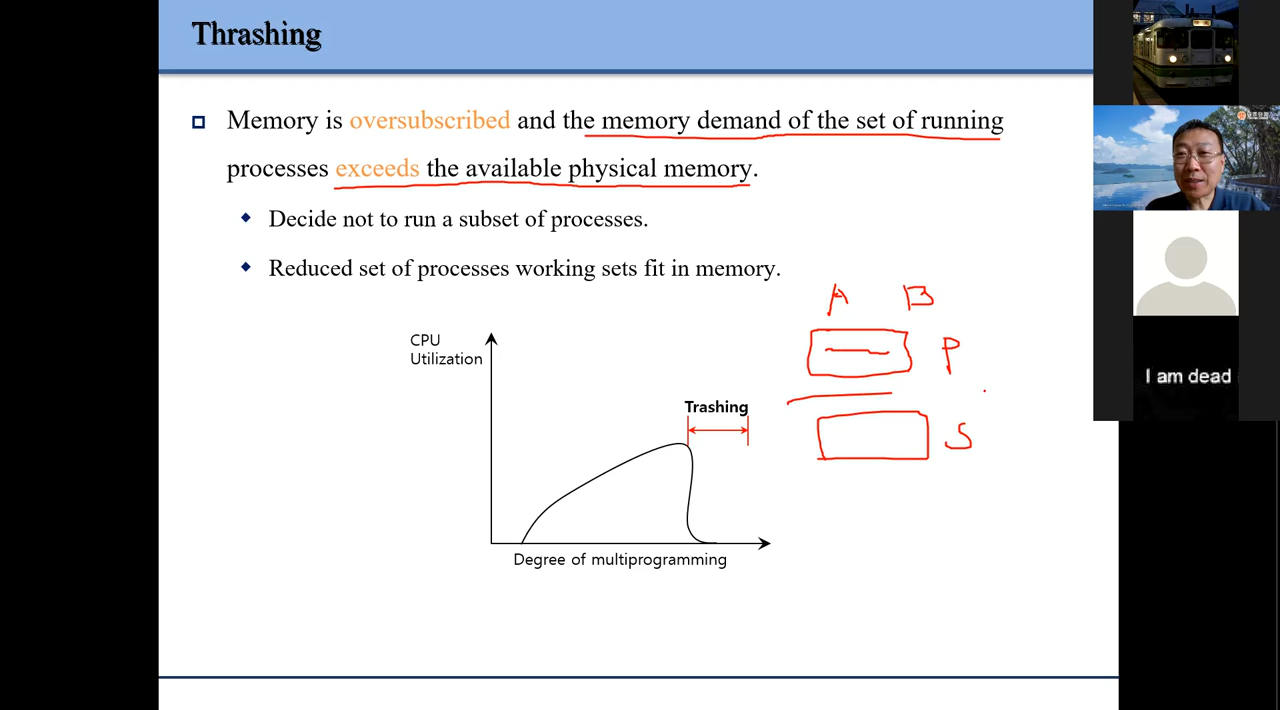 Thrashing
Memory is oversubscribed and the memory demand of the set of running
processes exceeds the available physical memory.
Decide not to run a subset of processes.
Reduced set of processes working sets fit in memory.
A B
P
S
CPU
Utilization
Trashing
Degree of multiprogramming
I am dead